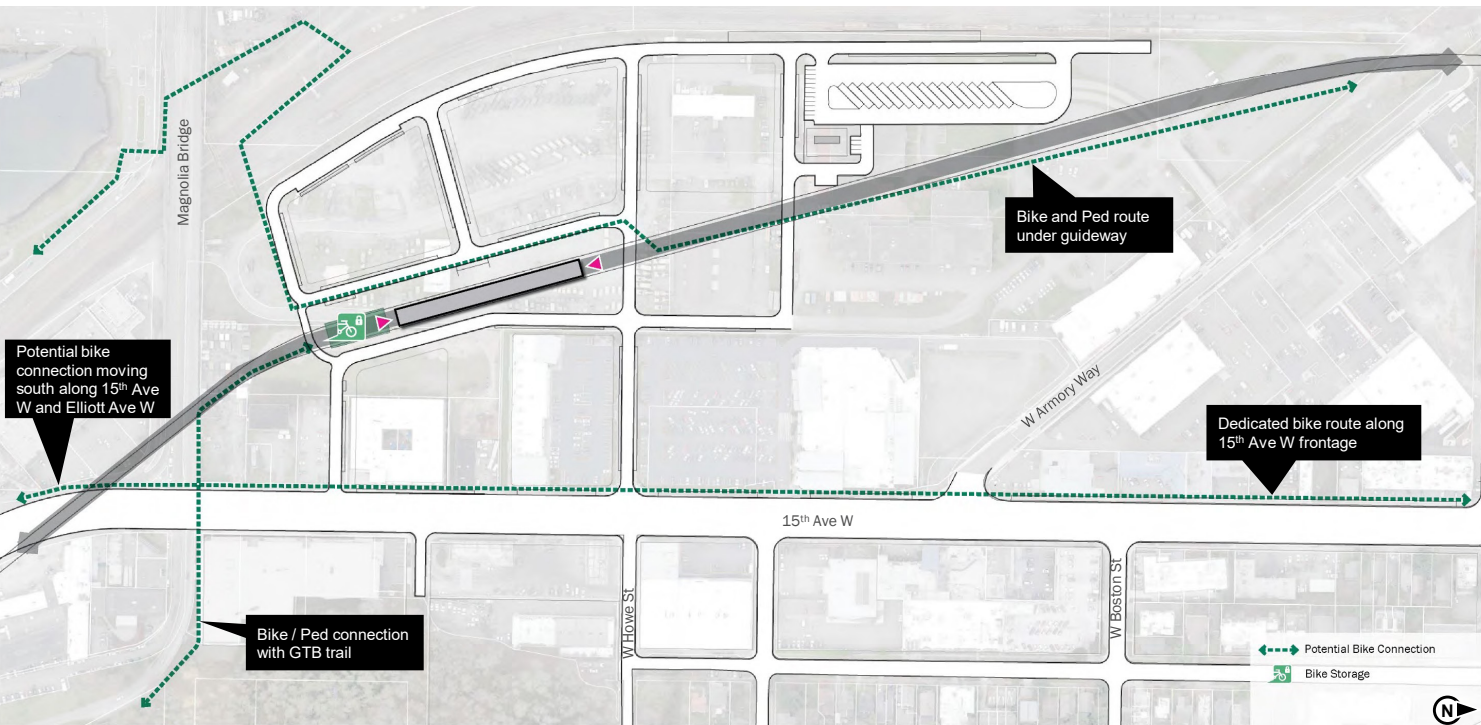 Magnolia Bridge
Bike and Ped route
under guideway
Potential bike
connection moving
south along 15th Ave
W and Elliott Ave W
W Armory Way
Dedicated bike route along
15th Ave W frontage
15th Ave W
W Howe St
W Boston St
Bike / Ped connection
with GTB trail
Potential Bike Connection
Bike Storage
N